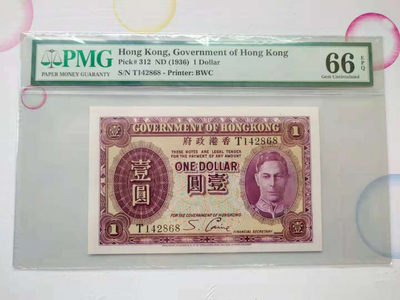 PMG
PAPER MONEY GUARANTY
Hong Kong, Government of Hong Kong
Pick# 312 ND (1936) 1 Dollar
S/N T142868 - Printer: BWC
66 EPQ
Gem Uncirculated
1 GOVERNMENT OF HONGKONG 1
府政港香
THESE NOTES ARE LEGAL TENDER
FOR THE PAYMENT OF ANY AMOUNT
T142868
壹圓
ONE DOLLAR
圓壹
FOR THE GOVERNMENT OF HONGKONG
1 T142868 壹
FINANCIAL SECRETARY